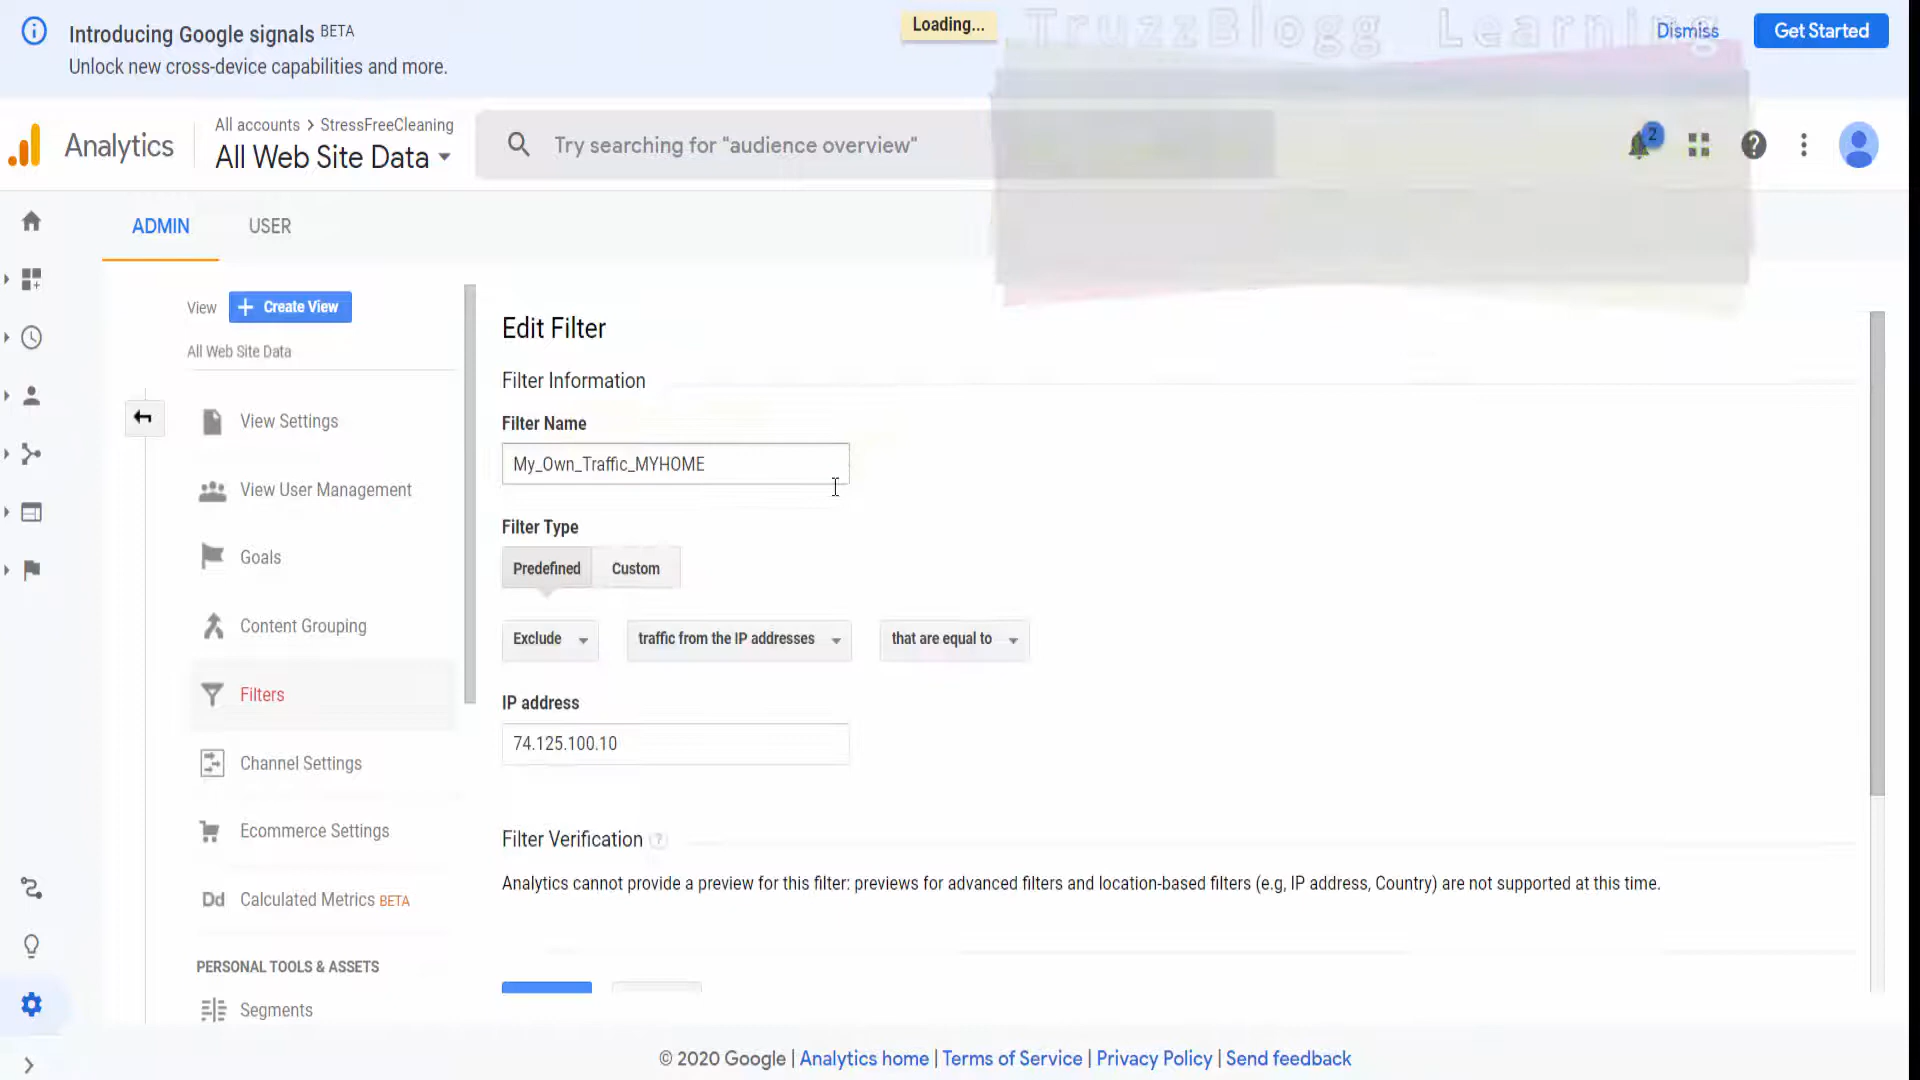 Introducing Google signals BETA
Unlock new cross-device capabilities and more.
Loading...
TruzzBlogg Learning
Dismiss
Get Started
Analytics
All accounts > StressFreeCleaning
All Web Site Data
Try searching for "audience overview"
2
ADMIN
USER
View
+ Create View
All Web Site Data
View Settings
View User Management
Goals
Content Grouping
Filters
Channel Settings
Ecommerce Settings
Dd Calculated Metrics BETA
PERSONAL TOOLS & ASSETS
Segments
Edit Filter
Filter Information
Filter Name
My_Own_Traffic_MYHOME
Filter Type
Predefined
Custom
Exclude
traffic from the IP addresses
that are equal to
IP address
74.125.100.10
Filter Verification ?
Analytics cannot provide a preview for this filter: previews for advanced filters and location-based filters (e.g, IP address, Country) are not supported at this time.
© 2020 Google | Analytics home | Terms of Service | Privacy Policy | Send feedback